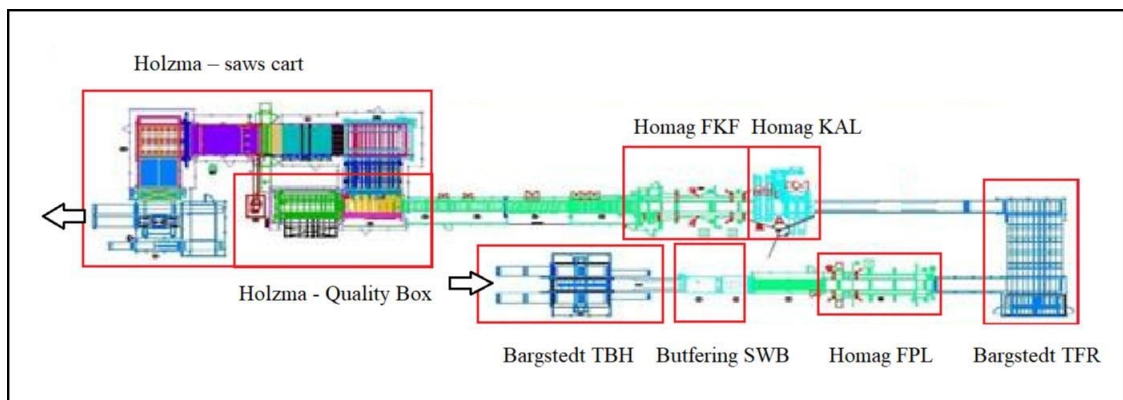 Holzma – saws cart
Homag FKF
Homag KAL
Holzma - Quality Box
Bargstedt TBH
Butfering SWB
Homag FPL
Bargstedt TFR